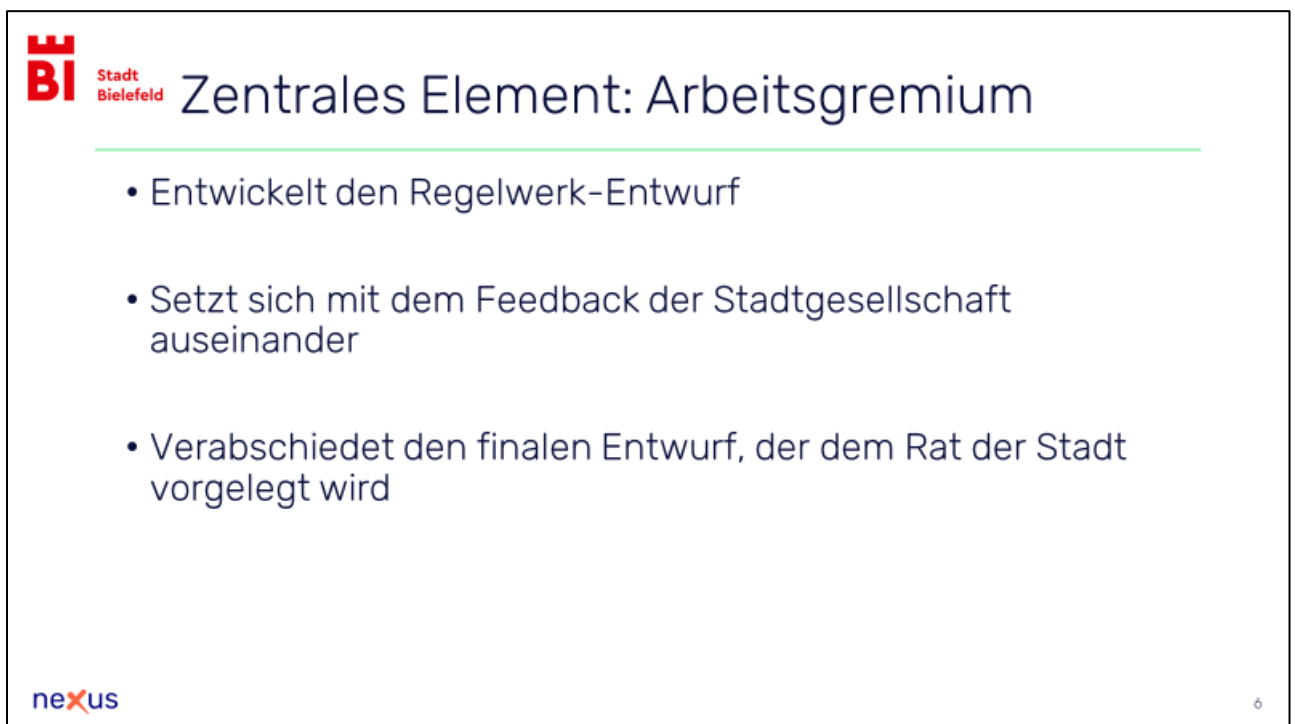 BI
Stadt
Bielefeld
Zentrales Element: Arbeitsgremium
• Entwickelt den Regelwerk-Entwurf
• Setzt sich mit dem Feedback der Stadtgesellschaft
auseinander
• Verabschiedet den finalen Entwurf, der dem Rat der Stadt
vorgelegt wird
nexus
6